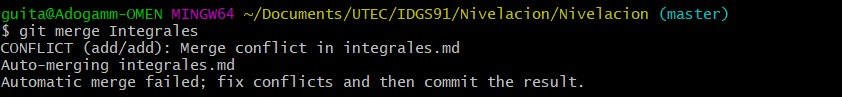 guita@Adogamm-OMEN MINGW64 ~/Documents/UTEC/IDGS91/Nivelacion/Nivelacion (master)
$ git merge Integrales
CONFLICT (add/add): Merge conflict in integrales.md
Auto-merging integrales.md
Automatic merge failed; fix conflicts and then commit the result.